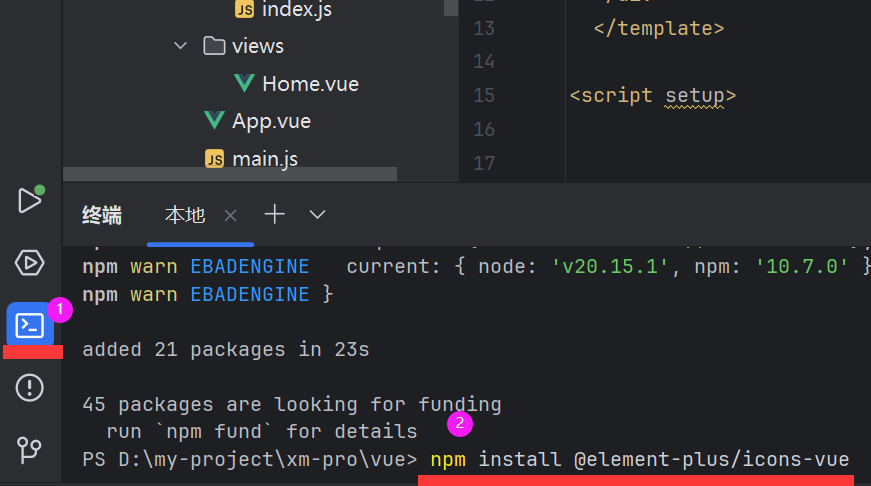 JS index.js
views
Home.vue
App.vue
JS main.js
13 </template>
14
15 <script setup>
16
17
终端 本地
npm warn EBADENGINE   current: { node: 'v20.15.1', npm: '10.7.0' }
npm warn EBADENGINE }
1
added 21 packages in 23s
45 packages are looking for funding
2
run `npm fund` for details
PS D:\my-project\xm-pro\vue> npm install @element-plus/icons-vue